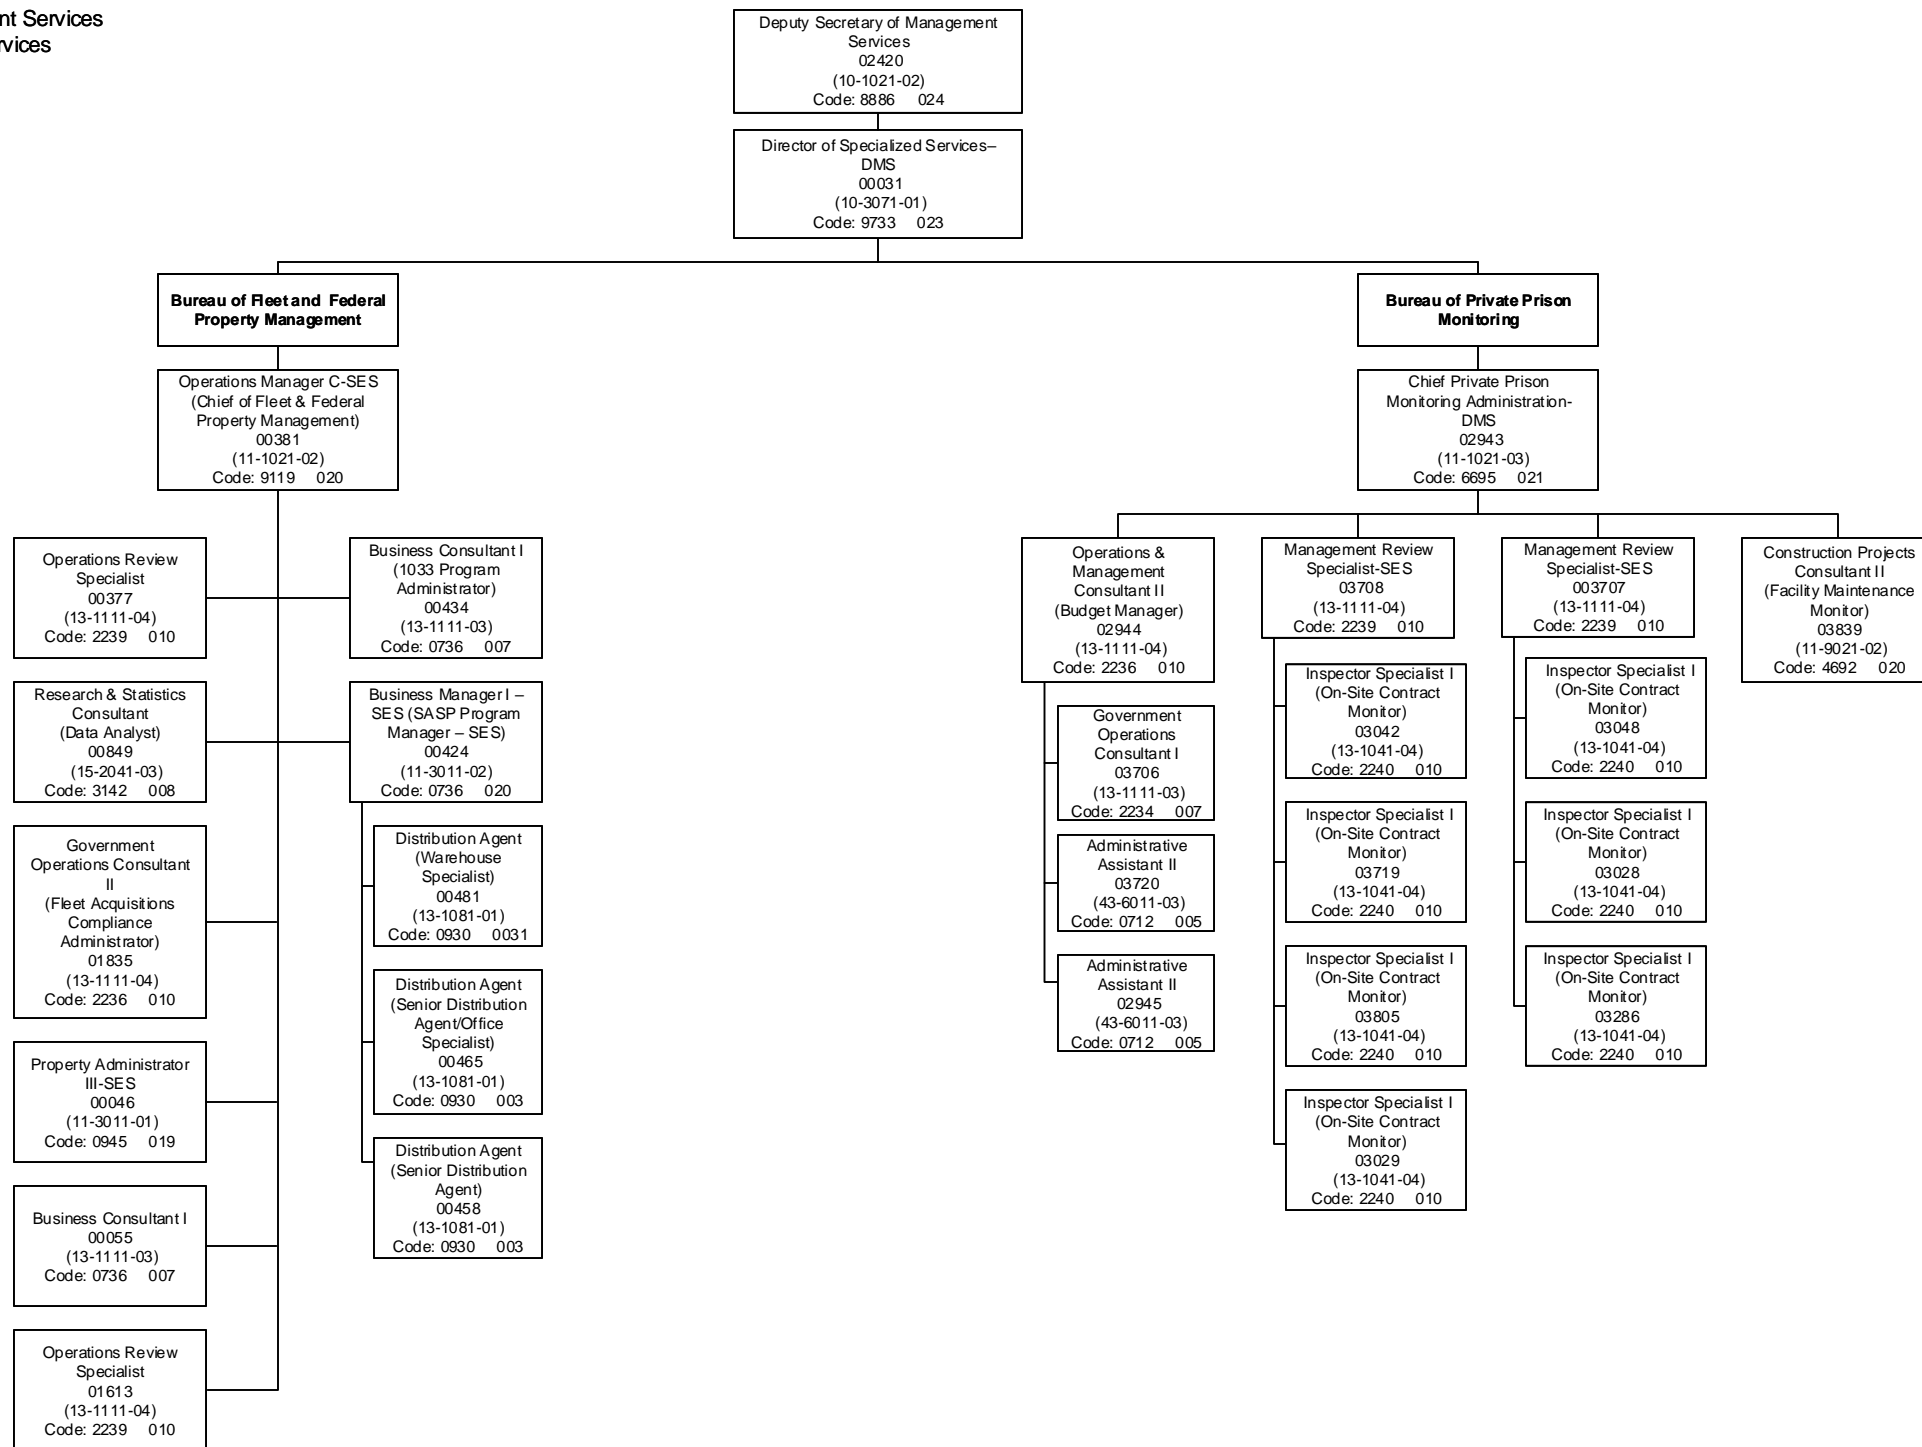 nt Services
rvices
Deputy Secretary of Management
Services
02420
(10-1021-02)
Code: 8886 024
Director of Specialized Services–
DMS
00031
(10-3071-01)
Code: 9733 023
Bureau of Fleet and Federal
Property Management
Operations Manager C-SES
(Chief of Fleet & Federal
Property Management)
00381
(11-1021-02)
Code: 9119 020
Operations Review
Specialist
00377
(13-1111-04)
Code: 2239 010
Business Consultant I
(1033 Program
Administrator)
00434
(13-1111-03)
Code: 0736 007
Research & Statistics
Consultant
(Data Analyst)
00849
(15-2041-03)
Code: 3142 008
Business Manager I –
SES (SASP Program
Manager – SES)
00424
(11-3011-02)
Code: 0736 020
Government
Operations Consultant
II
(Fleet Acquisitions
Compliance
Administrator)
01835
(13-1111-04)
Code: 2236 010
Distribution Agent
(Warehouse
Specialist)
00481
(13-1081-01)
Code: 0930 0031
Distribution Agent
(Senior Distribution
Agent/Office
Specialist)
00465
(13-1081-01)
Code: 0930 003
Property Administrator
III-SES
00046
(11-3011-01)
Code: 0945 019
Distribution Agent
(Senior Distribution
Agent)
00458
(13-1081-01)
Code: 0930 003
Business Consultant I
00055
(13-1111-03)
Code: 0736 007
Operations Review
Specialist
01613
(13-1111-04)
Code: 2239 010
Bureau of Private Prison
Monitoring
Chief Private Prison
Monitoring Administration-
DMS
02943
(11-1021-03)
Code: 6695 021
Operations &
Management
Consultant II
(Budget Manager)
02944
(13-1111-04)
Code: 2236 010
Government
Operations
Consultant I
03706
(13-1111-03)
Code: 2234 007
Administrative
Assistant II
03720
(43-6011-03)
Code: 0712 005
Administrative
Assistant II
02945
(43-6011-03)
Code: 0712 005
Management Review
Specialist-SES
03708
(13-1111-04)
Code: 2239 010
Inspector Specialist I
(On-Site Contract
Monitor)
03042
(13-1041-04)
Code: 2240 010
Inspector Specialist I
(On-Site Contract
Monitor)
03719
(13-1041-04)
Code: 2240 010
Inspector Specialist I
(On-Site Contract
Monitor)
03805
(13-1041-04)
Code: 2240 010
Inspector Specialist I
(On-Site Contract
Monitor)
03029
(13-1041-04)
Code: 2240 010
Management Review
Specialist-SES
003707
(13-1111-04)
Code: 2239 010
Inspector Specialist I
(On-Site Contract
Monitor)
03048
(13-1041-04)
Code: 2240 010
Inspector Specialist I
(On-Site Contract
Monitor)
03028
(13-1041-04)
Code: 2240 010
Inspector Specialist I
(On-Site Contract
Monitor)
03286
(13-1041-04)
Code: 2240 010
Construction Projects
Consultant II
(Facility Maintenance
Monitor)
03839
(11-9021-02)
Code: 4692 020